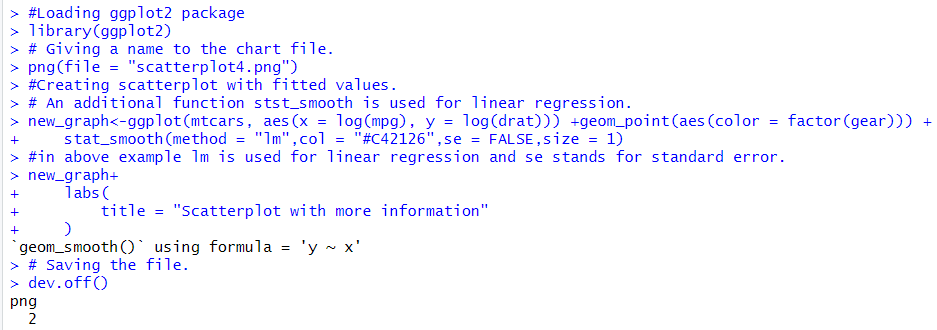 > #Loading ggplot2 package
> library(ggplot2)
> # Giving a name to the chart file.
> png(file = "scatterplot4.png")
> #Creating scatterplot with fitted values.
> # An additional function stst_smooth is used for linear regression.
> new_graph<-ggplot(mtcars, aes(x = log(mpg), y = log(drat))) +geom_point(aes(color = factor(gear))) +
+     stat_smooth(method = "lm",col = "#C42126",se = FALSE,size = 1)
> #in above example lm is used for linear regression and se stands for standard error.
> new_graph+
+     labs(
+         title = "Scatterplot with more information"
+     )
`geom_smooth()` using formula = 'y ~ x'
> # Saving the file.
> dev.off()
png
  2